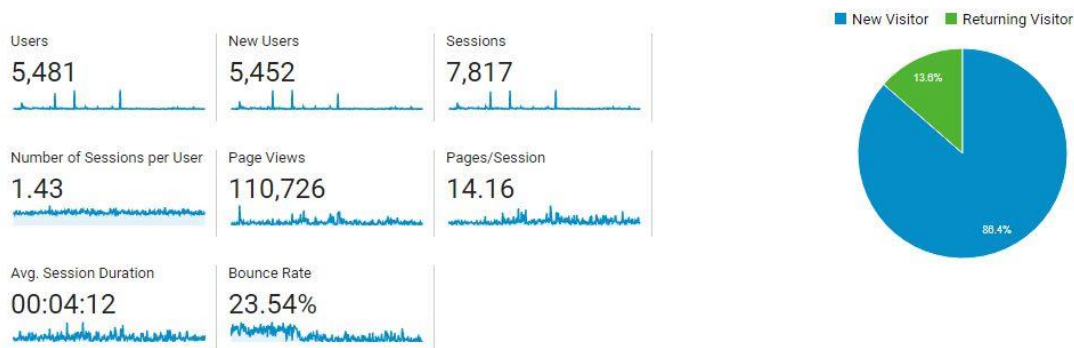 New Visitor Returning Visitor
Users New Users Sessions
5,481 5,452 7,817
Number of Sessions per User Page Views Pages/Session
1.43 110,726 14.16
Avg. Session Duration Bounce Rate
00:04:12 23.54%
13.6%
86.4%